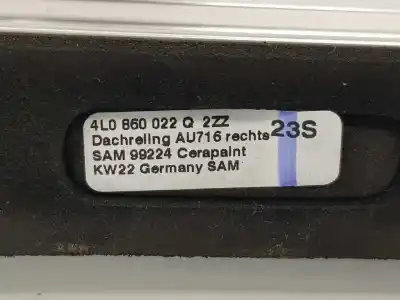 4L0 860 022 Q 2ZZ
Dachreling AU716 rechts 23S
SAM 99224 Cerapaint
KW22 Germany SAM